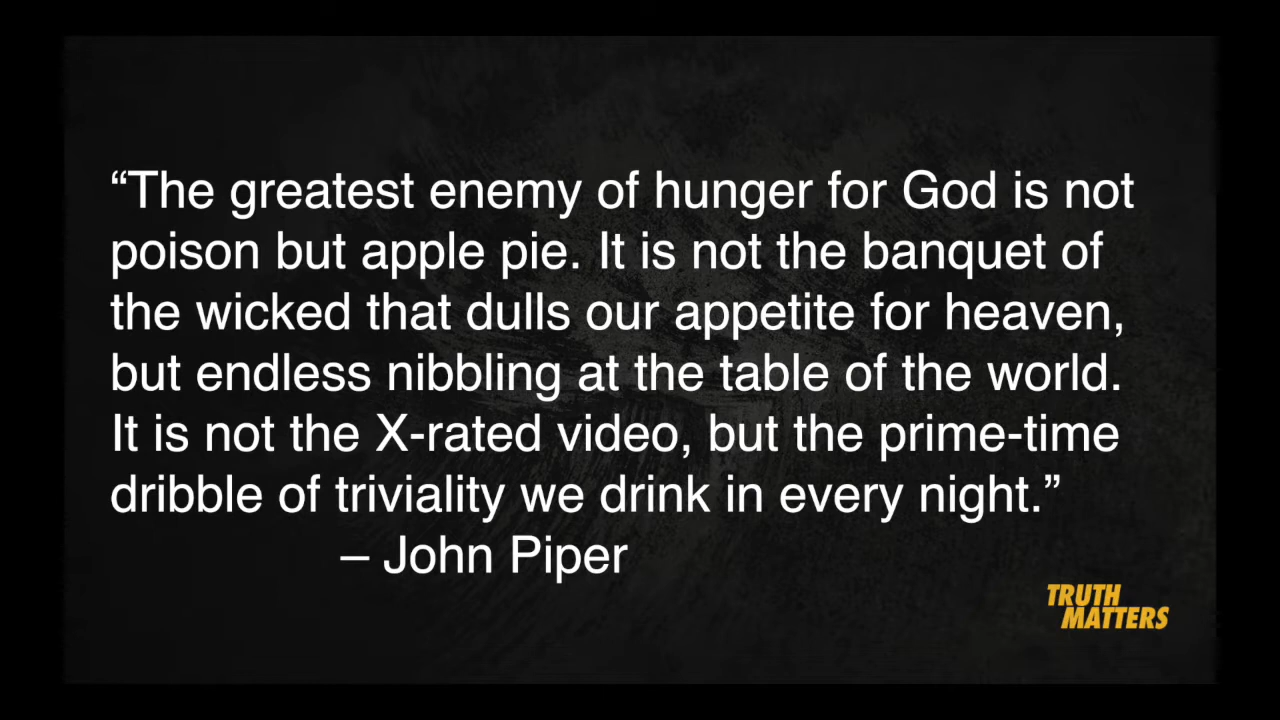 “The greatest enemy of hunger for God is not
poison but apple pie. It is not the banquet of
the wicked that dulls our appetite for heaven,
but endless nibbling at the table of the world.
It is not the X-rated video, but the prime-time
dribble of triviality we drink in every night.”
– John Piper
TRUTH
MATTERS